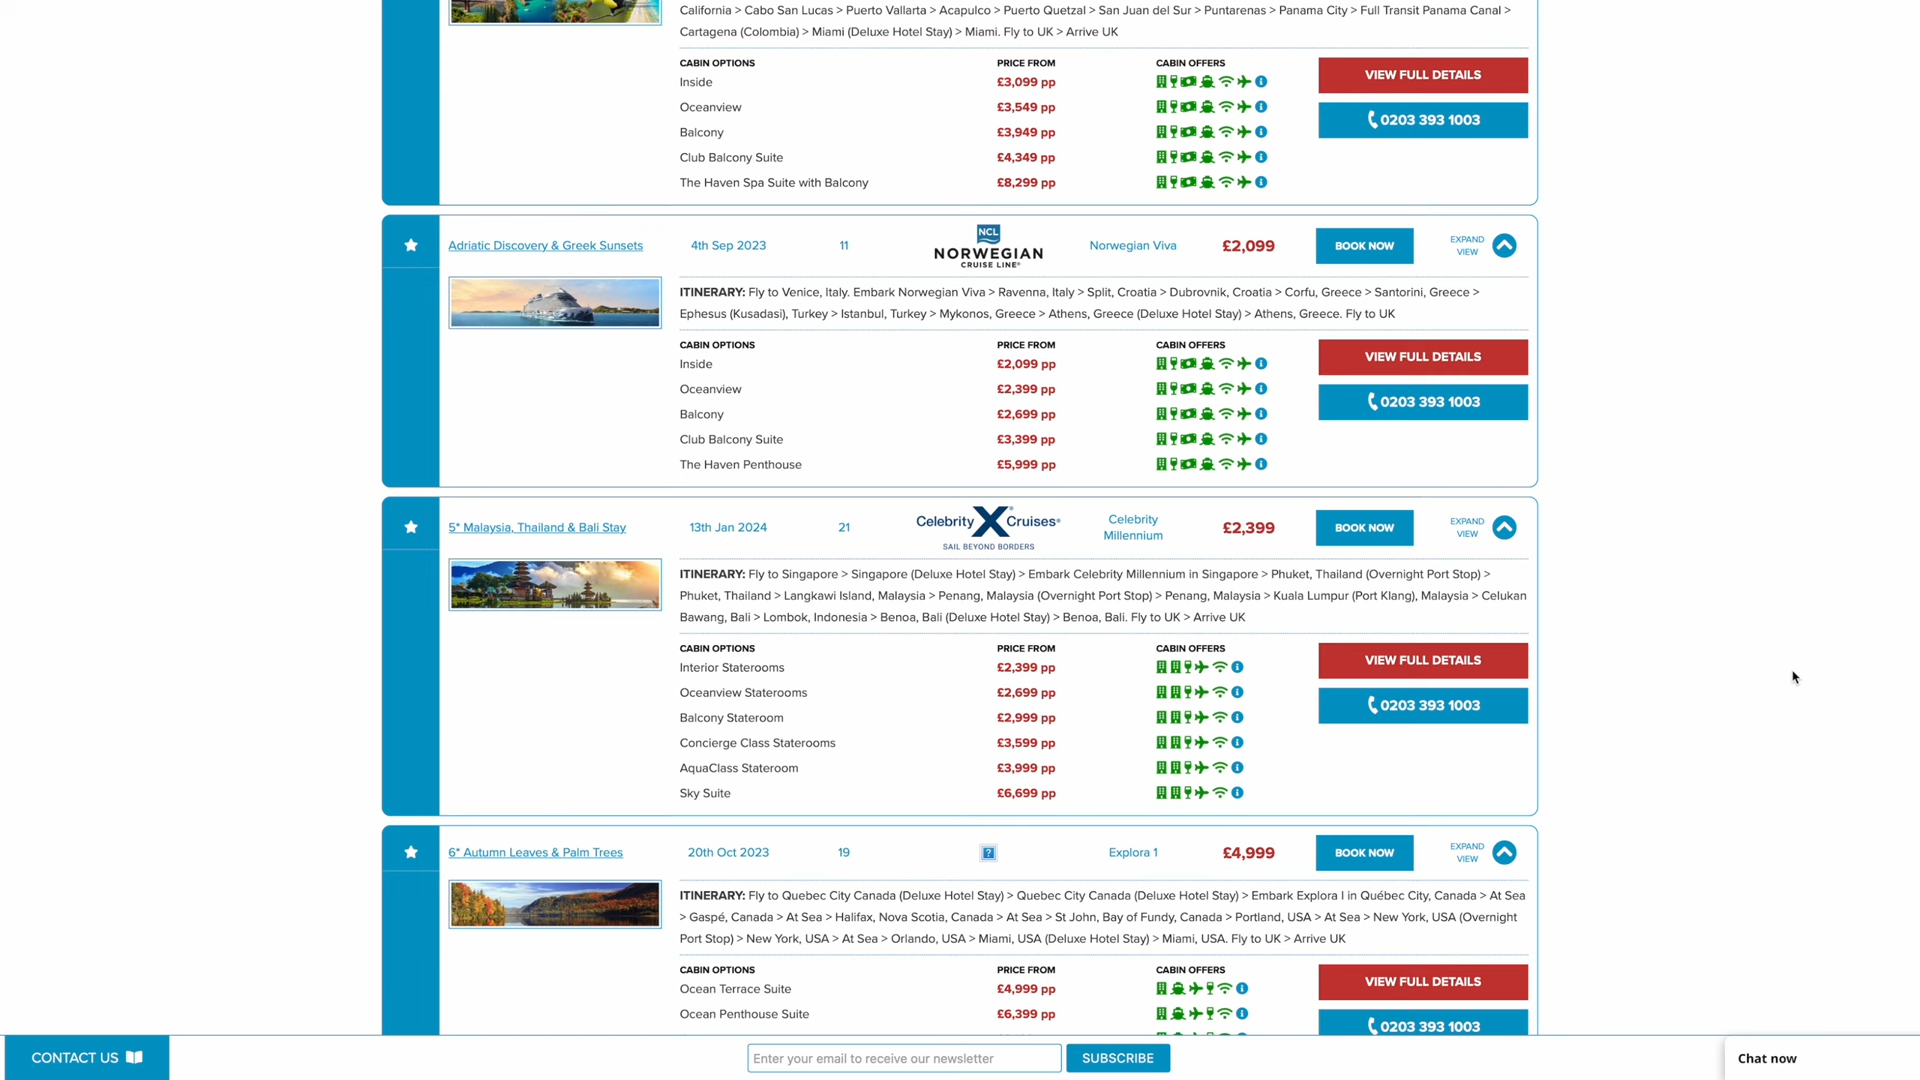 California > Cabo San Lucas > Puerto Vallarta > Acapulco > Puerto Quetzal > San Juan del Sur > Puntarenas > Panama City > Full Transit Panama Canal >
Cartagena (Colombia) > Miami (Deluxe Hotel Stay) > Miami. Fly to UK > Arrive UK
CABIN OPTIONS PRICE FROM CABIN OFFERS
Inside £3,099 pp
Oceanview £3,549 pp
Balcony £3,949 pp
Club Balcony Suite £4,349 pp
The Haven Spa Suite with Balcony £8,299 pp
VIEW FULL DETAILS
0203 393 1003
Adriatic Discovery & Greek Sunsets 4th Sep 2023 11 NCL NORWEGIAN CRUISE LINE® Norwegian Viva £2,099 BOOK NOW EXPAND VIEW
ITINERARY: Fly to Venice, Italy. Embark Norwegian Viva > Ravenna, Italy > Split, Croatia > Dubrovnik, Croatia > Corfu, Greece > Santorini, Greece >
Ephesus (Kusadasi), Turkey > Istanbul, Turkey > Mykonos, Greece > Athens, Greece (Deluxe Hotel Stay) > Athens, Greece. Fly to UK
CABIN OPTIONS PRICE FROM CABIN OFFERS
Inside £2,099 pp
Oceanview £2,399 pp
Balcony £2,699 pp
Club Balcony Suite £3,399 pp
The Haven Penthouse £5,999 pp
VIEW FULL DETAILS
0203 393 1003
5* Malaysia, Thailand & Bali Stay 13th Jan 2024 21 Celebrity X Cruises® SAIL BEYOND BORDERS Celebrity Millennium £2,399 BOOK NOW EXPAND VIEW
ITINERARY: Fly to Singapore > Singapore (Deluxe Hotel Stay) > Embark Celebrity Millennium in Singapore > Phuket, Thailand (Overnight Port Stop) >
Phuket, Thailand > Langkawi Island, Malaysia > Penang, Malaysia (Overnight Port Stop) > Penang, Malaysia > Kuala Lumpur (Port Klang), Malaysia > Celukan
Bawang, Bali > Lombok, Indonesia > Benoa, Bali (Deluxe Hotel Stay) > Benoa, Bali. Fly to UK > Arrive UK
CABIN OPTIONS PRICE FROM CABIN OFFERS
Interior Staterooms £2,399 pp
Oceanview Staterooms £2,699 pp
Balcony Stateroom £2,999 pp
Concierge Class Staterooms £3,599 pp
AquaClass Stateroom £3,999 pp
Sky Suite £6,699 pp
VIEW FULL DETAILS
0203 393 1003
6* Autumn Leaves & Palm Trees 20th Oct 2023 19 ? Explora 1 £4,999 BOOK NOW EXPAND VIEW
ITINERARY: Fly to Quebec City Canada (Deluxe Hotel Stay) > Quebec City Canada (Deluxe Hotel Stay) > Embark Explora I in Québec City, Canada > At Sea
> Gaspé, Canada > At Sea > Halifax, Nova Scotia, Canada > At Sea > St John, Bay of Fundy, Canada > Portland, USA > At Sea > New York, USA (Overnight
Port Stop) > New York, USA > At Sea > Orlando, USA > Miami, USA (Deluxe Hotel Stay) > Miami, USA. Fly to UK > Arrive UK
CABIN OPTIONS PRICE FROM CABIN OFFERS
Ocean Terrace Suite £4,999 pp
Ocean Penthouse Suite £6,399 pp
VIEW FULL DETAILS
0203 393 1003
CONTACT US
Enter your email to receive our newsletter SUBSCRIBE
Chat now